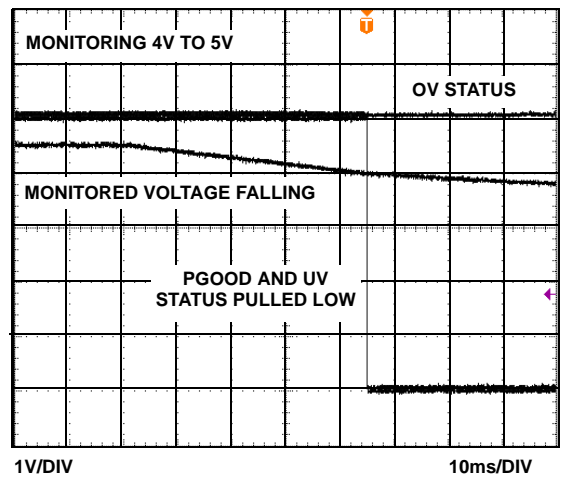 T
MONITORING 4V TO 5V
OV STATUS
MONITORED VOLTAGE FALLING
PGOOD AND UV
STATUS PULLED LOW
1V/DIV
10ms/DIV